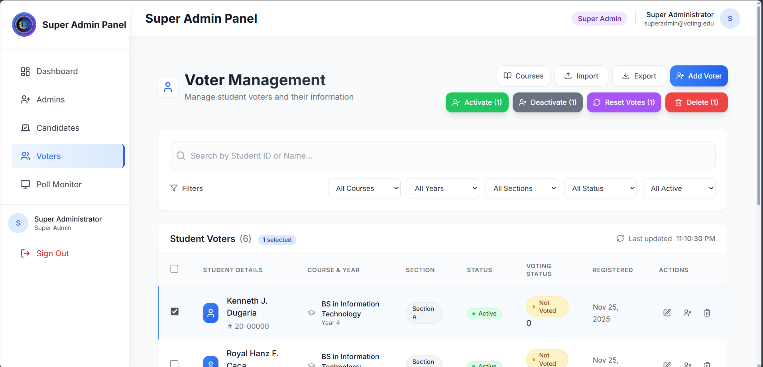 Super Admin Panel
Super Admin Panel
Super Admin
Super Administrator
superadmin@voting.edu
S
Dashboard
Admins
Candidates
Voters
Poll Monitor
S
Super Administrator
Super Admin
Sign Out
Voter Management
Manage student voters and their information
Courses
Import
Export
Add Voter
Activate (1)
Deactivate (1)
Reset Votes (1)
Delete (1)
Search by Student ID or Name...
Filters
All Courses
All Years
All Sections
All Status
All Active
Student Voters (6)
1 selected
Last updated 11:10:30 PM
STUDENT DETAILS
COURSE & YEAR
SECTION
STATUS
VOTING
STATUS
REGISTERED
ACTIONS
Kenneth J.
Dugaria
# 20-00000
BS in Information
Technology
Year 4
Section
A
Active
Not
Voted
0
Nov 25,
2025
Royal Hanz F.
Caca
BS in Information
Technology
Section
Active
Not
Voted
Nov 25,